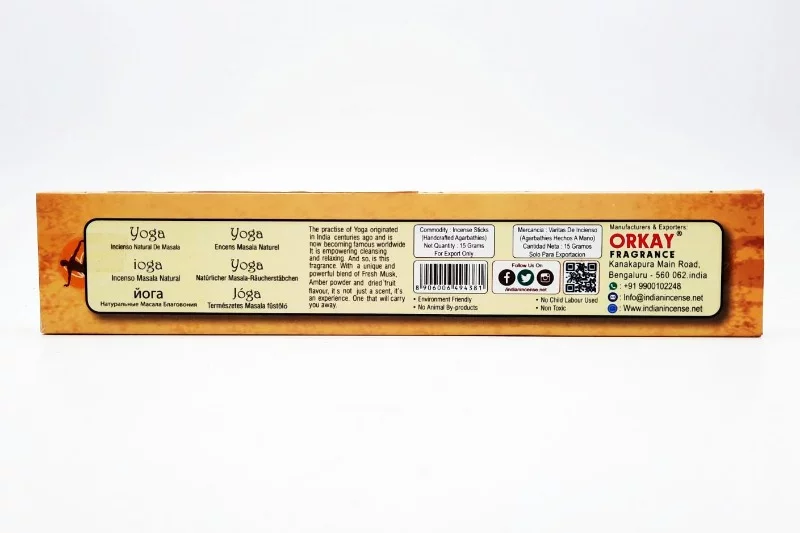 Yoga
Incienso Natural De Masala
Yoga
Encens Masala Naturel
ioga
Incenso Masala Natural
Yoga
Natürlicher Masala-Räucherstäbchen
йога
Натуральные Масала Благовония
Jóga
Természetes Masala füstölő
The practise of Yoga originated
in India centuries ago and is
now becoming famous worldwide
It is empowering cleansing
and relaxing. And so, is this
fragrance. With a unique and
powerful blend of Fresh Musk,
Amber powder and dried fruit
flavour, it's not just a scent, it's
an experience. One that will carry
you away.
Commodity : Incense Sticks
(Handcrafted Agarbathies)
Net Quantity : 15 Grams
For Export Only
Mercancia : Varitas De Incienso
(Agarbathies Hechos A Mano)
Cantidad Neta : 15 Gramos
Solo Para Exportacion
8 906006 494381
Follow Us On
indianincense.net
• Environment Friendly
• No Animal By-products
• No Child Labour Used
• Non Toxic
Manufacturers & Exporters:
ORKAY®
FRAGRANCE
Kanakapura Main Road,
Bengaluru - 560 062.india
: +91 9900102248
: Info@indianincense.net
: Www.indianincense.net